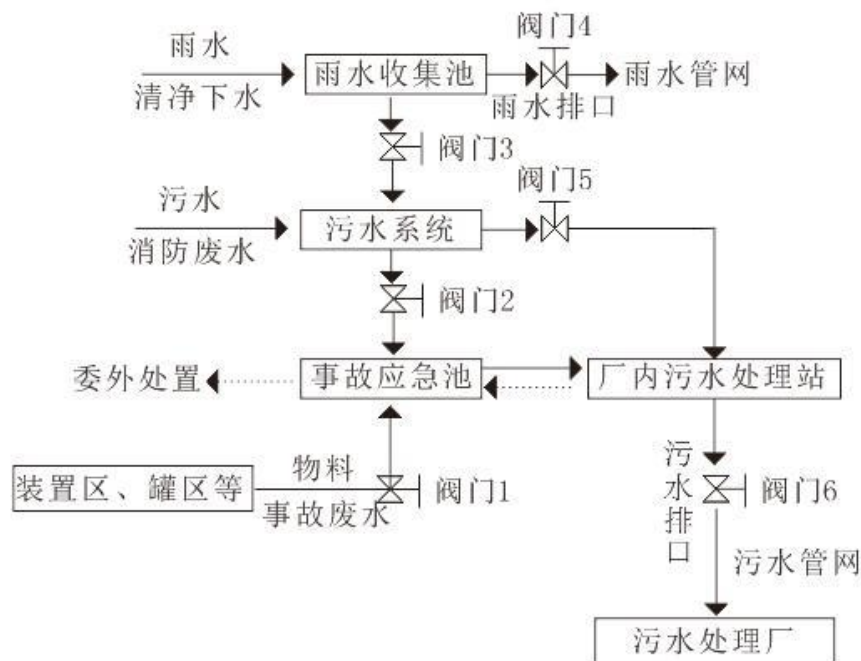 阀门4
雨水
清净下水
雨水收集池
雨水管网
雨水排口
阀门3
阀门5
污水
消防废水
污水系统
阀门2
委外处置
事故应急池
厂内污水处理站
装置区、罐区等
物料
事故废水
阀门1
污水排口
阀门6
污水管网
污水处理厂